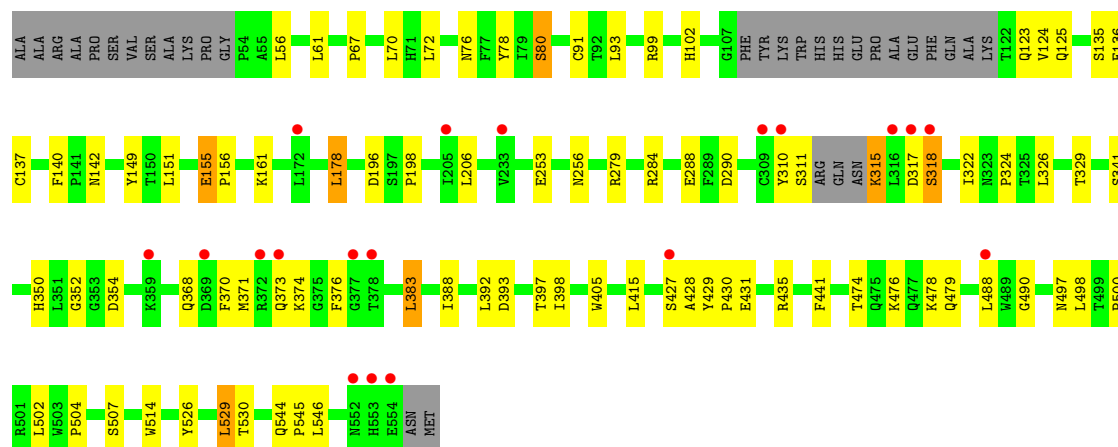 ALA ALA ARG ALA PRO SER VAL SER ALA LYS PRO GLY P54 A55 L56 L61 P67 L70 H71 L72 N76 F77 Y78 I79 S80 C91 T92 L93 R99 H102 G107 PHE TYR LYS TRP HIS HIS GLU PRO ALA GLU PHE GLN ALA LYS T122 Q123 V124 Q125 S135 E136
C137 F140 P141 N142 Y149 T150 L151 E155 P156 K161 L172 L178 D196 S197 P198 I205 L206 V233 E253 N256 R279 R284 E288 F289 D290 C309 Y310 S311 ARG GLN ASN K315 L316 D317 S318 I322 N323 P324 T325 L326 T329 S341
H350 L351 G352 G353 D354 K359 Q368 D369 F370 M371 R372 Q373 K374 G375 F376 G377 T378 L383 I388 L392 D393 T397 I398 W405 L415 S427 A428 Y429 P430 E431 R435 F441 T474 Q475 K476 Q477 K478 Q479 L488 W489 G490 N497 L498 T499 P500
R501 L502 W503 P504 S507 W514 Y526 L529 T530 Q544 P545 L546 N552 H553 E554 ASN MET